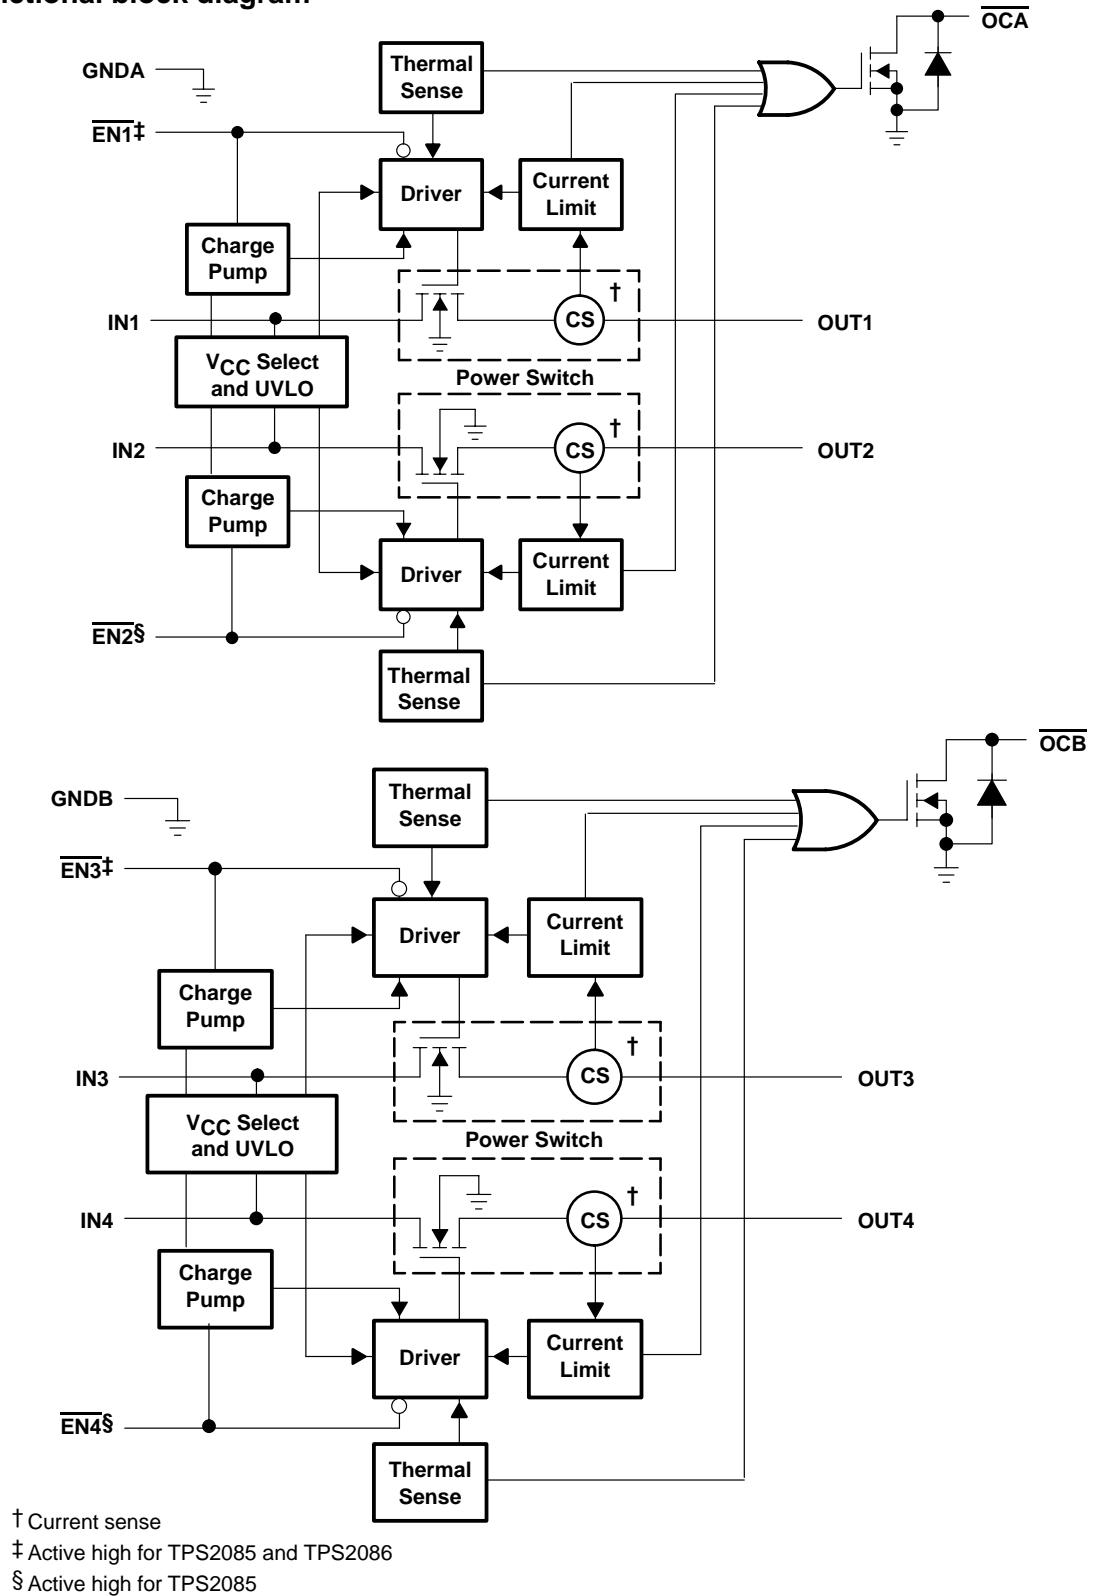 OCA
GNDA
Thermal
Sense
EN1‡
Driver
Current
Limit
Charge
Pump
†
IN1
CS
OUT1
VCC Select
and UVLO
Power Switch
†
IN2
CS
OUT2
Charge
Pump
Driver
Current
Limit
EN2§
Thermal
Sense
OCB
GNDB
Thermal
Sense
EN3‡
Driver
Current
Limit
Charge
Pump
†
IN3
CS
OUT3
VCC Select
and UVLO
Power Switch
†
IN4
CS
OUT4
Charge
Pump
Driver
Current
Limit
EN4§
Thermal
Sense
† Current sense
‡ Active high for TPS2085 and TPS2086
§ Active high for TPS2085